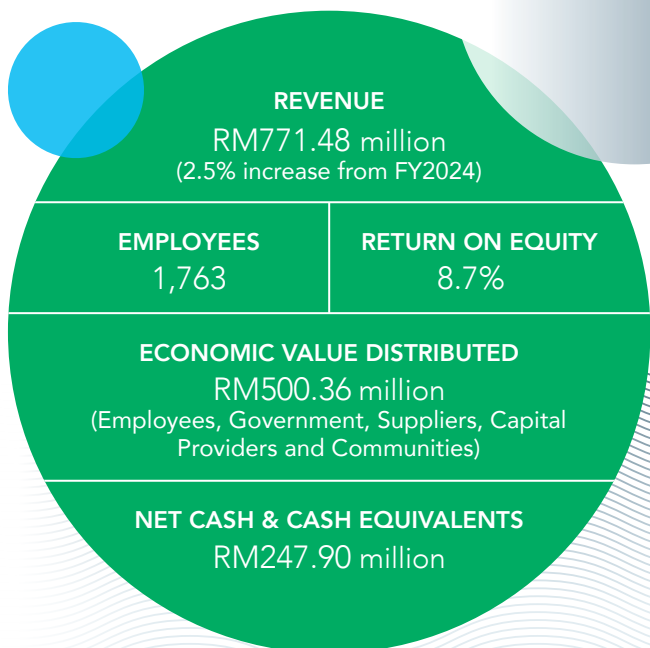 REVENUE
RM771.48 million
(2.5% increase from FY2024)
EMPLOYEES
1,763
RETURN ON EQUITY
8.7%
ECONOMIC VALUE DISTRIBUTED
RM500.36 million
(Employees, Government, Suppliers, Capital
Providers and Communities)
NET CASH & CASH EQUIVALENTS
RM247.90 million